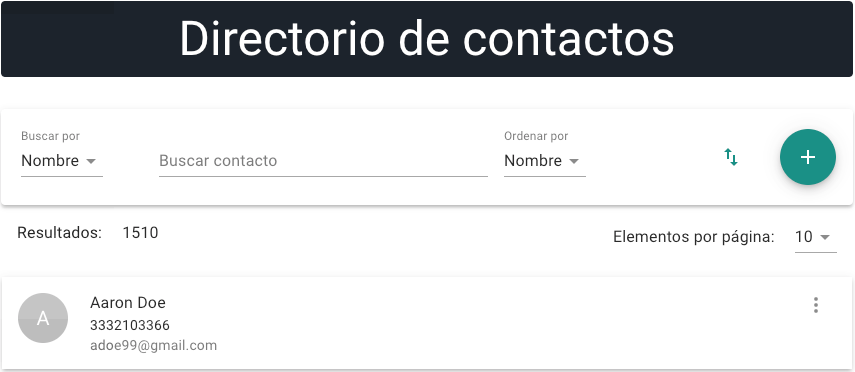 Directorio de contactos
Buscar por
Nombre
Buscar contacto
Ordenar por
Nombre
Resultados: 1510
Elementos por página: 10
A
Aaron Doe
3332103366
adoe99@gmail.com